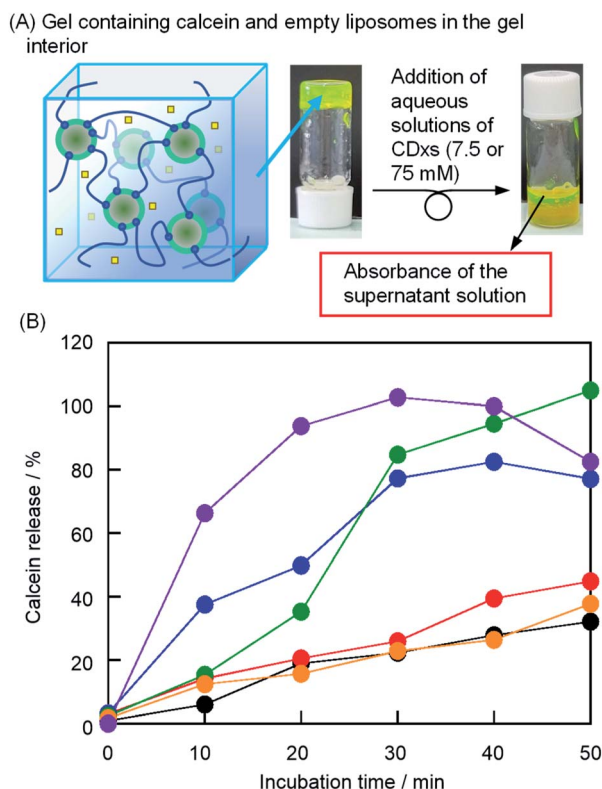 (A) Gel containing calcein and empty liposomes in the gel
interior
Addition of
aqueous
solutions of
CDxs (7.5 or
75 mM)
Absorbance of the
supernatant solution
(B)
Calcein release / %
120
100
80
60
40
20
0
0 10 20 30 40 50
Incubation time / min